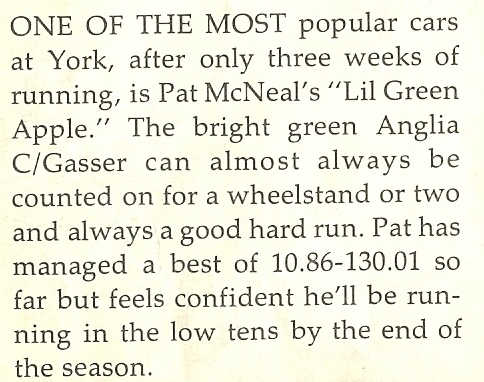 ONE OF THE MOST popular cars
at York, after only three weeks of
running, is Pat McNeal's "Lil Green
Apple." The bright green Anglia
C/Gasser can almost always be
counted on for a wheelstand or two
and always a good hard run. Pat has
managed a best of 10.86-130.01 so
far but feels confident he'll be run-
ning in the low tens by the end of
the season.